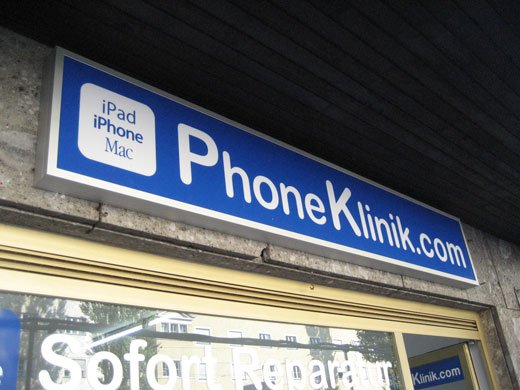 iPad
iPhone
Mac
PhoneKlinik.com
Sofort Reparatur
Klinik.com